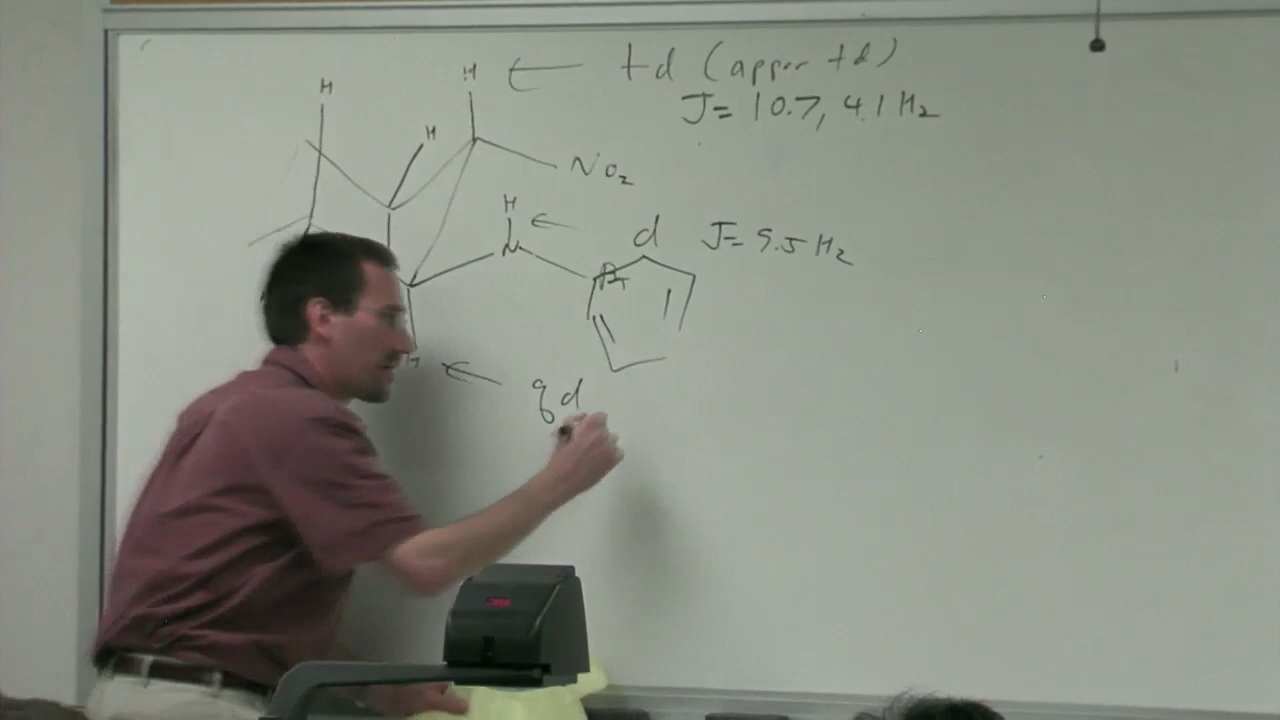 H
H
H
td (appar td)
J= 10.7, 4.1 Hz
NO2
H
N
d J= 9.5 Hz
H
qd